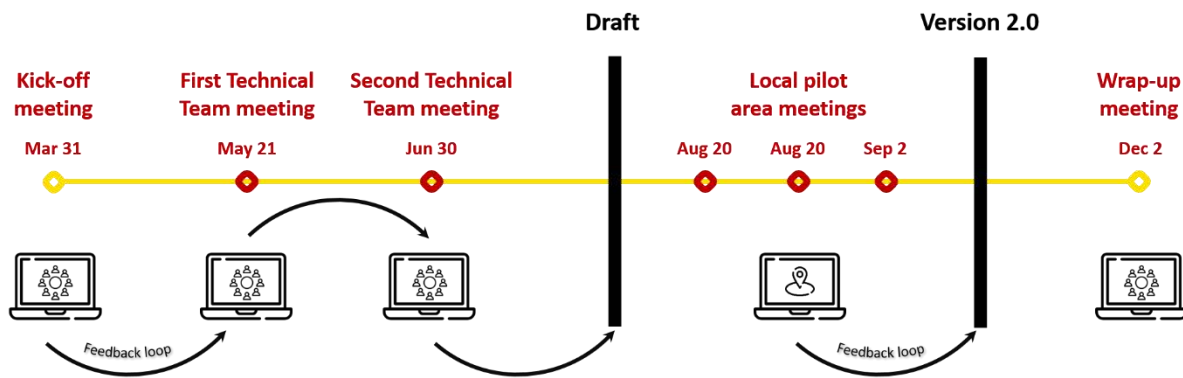 Draft
Version 2.0
Kick-off
meeting
First Technical
Team meeting
Second Technical
Team meeting
Local pilot
area meetings
Wrap-up
meeting
Mar 31
May 21
Jun 30
Aug 20
Aug 20
Sep 2
Dec 2
Feedback loop
Feedback loop